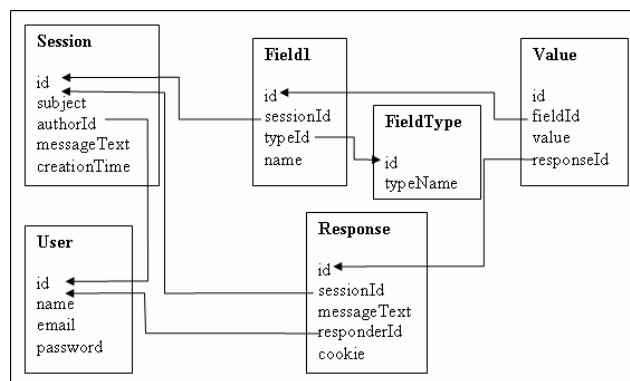 Session
id
subject
authorId
messageText
creationTime
Field1
id
sessionId
typeId
name
FieldType
id
typeName
Value
id
fieldId
value
responseId
User
id
name
email
password
Response
id
sessionId
messageText
responderId
cookie